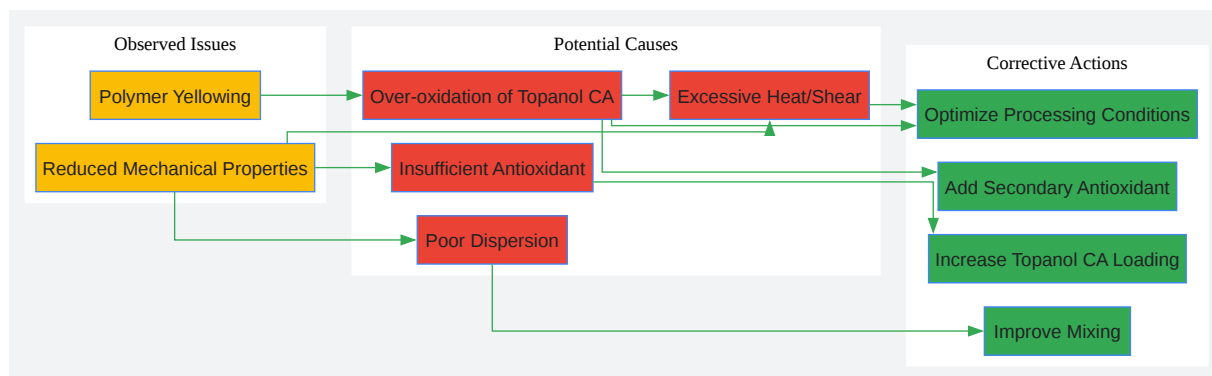 Observed Issues
Polymer Yellowing
Reduced Mechanical Properties
Potential Causes
Over-oxidation of Topanol CA
Excessive Heat/Shear
Insufficient Antioxidant
Poor Dispersion
Corrective Actions
Optimize Processing Conditions
Add Secondary Antioxidant
Increase Topanol CA Loading
Improve Mixing